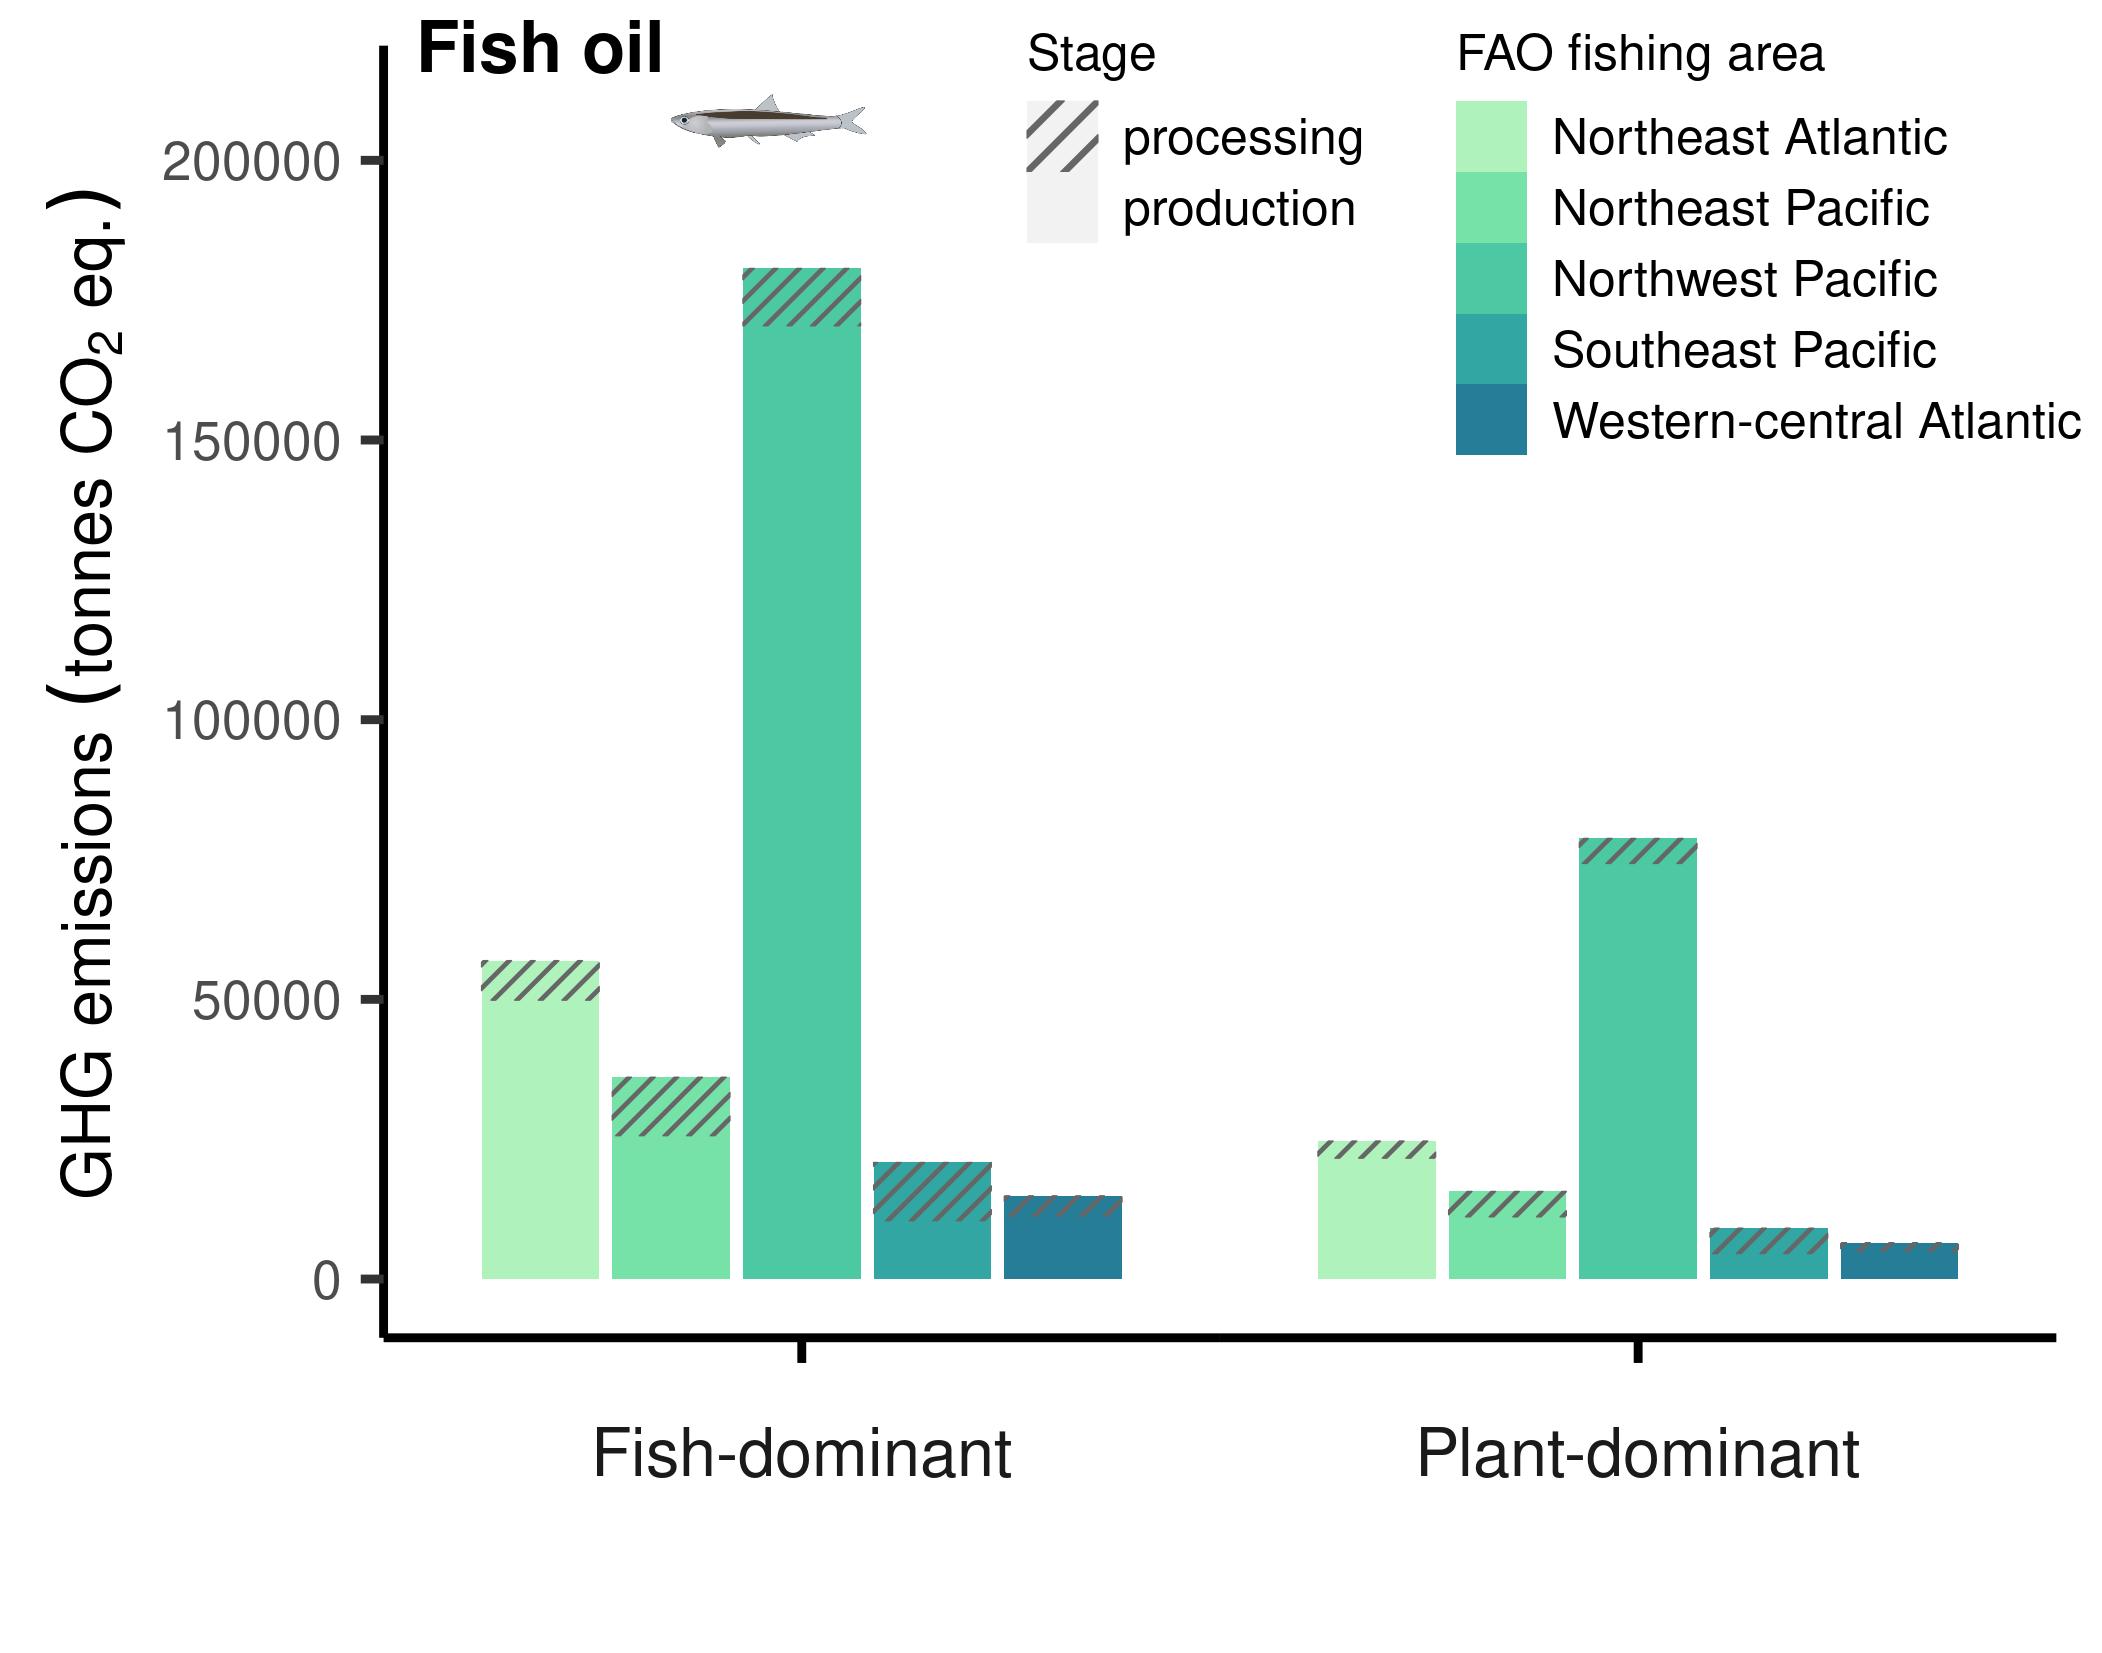 Fish oil
Stage
processing
production
FAO fishing area
Northeast Atlantic
Northeast Pacific
Northwest Pacific
Southeast Pacific
Western-central Atlantic
GHG emissions (tonnes CO₂ eq.)
200000
150000
100000
50000
0
Fish-dominant
Plant-dominant